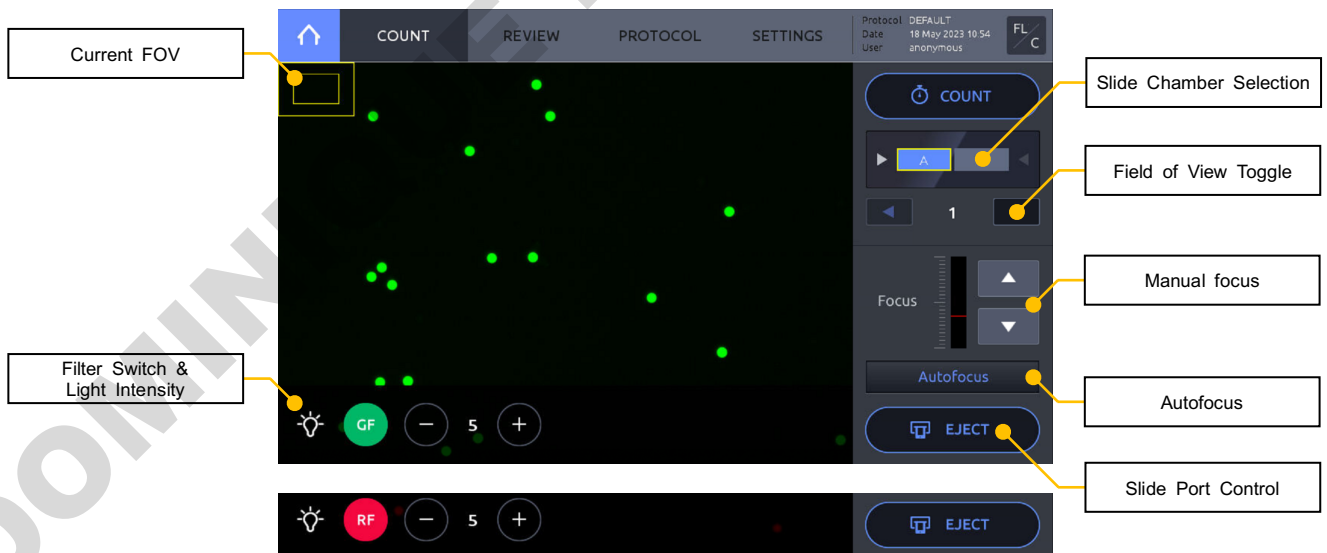 Current FOV
COUNT
REVIEW
PROTOCOL
SETTINGS
Protocol DEFAULT
Date 18 May 2023 10:54
User anonymous
FL/C
COUNT
Slide Chamber Selection
A
Field of View Toggle
1
Focus
Manual focus
Filter Switch &
Light Intensity
Autofocus
Autofocus
GF
5
EJECT
Slide Port Control
RF
5
EJECT